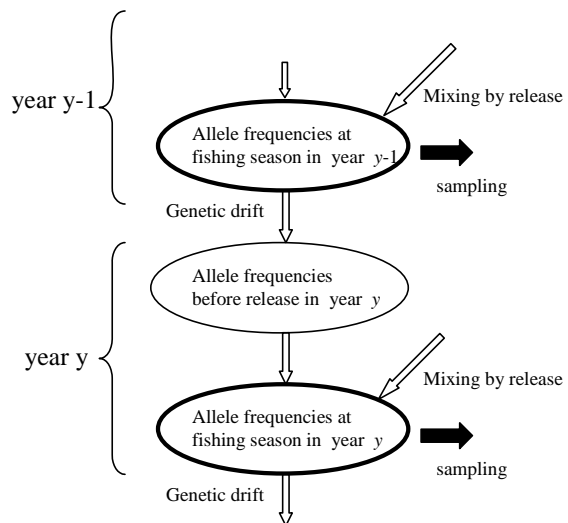 year y-1
Mixing by release
Allele frequencies at
fishing season in year y-1
sampling
Genetic drift
Allele frequencies
before release in year y
year y
Mixing by release
Allele frequencies at
fishing season in year y
sampling
Genetic drift